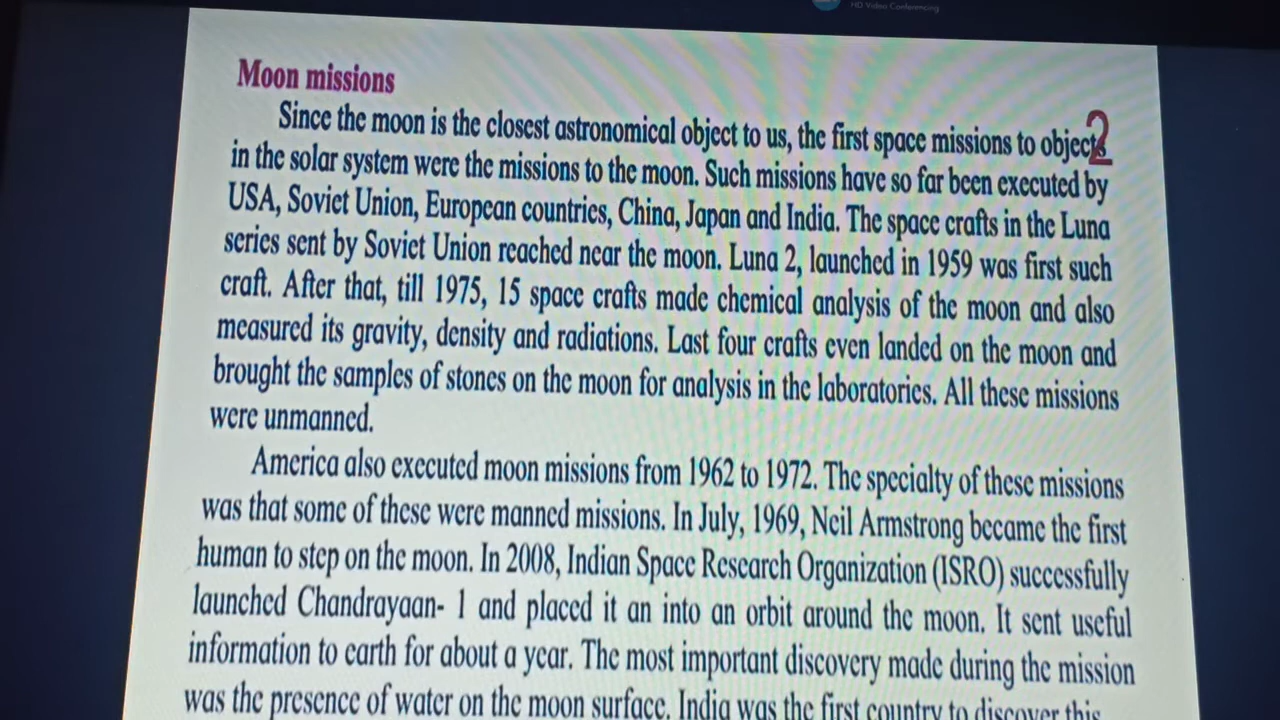 HD Video Conferencing
Moon missions
2
Since the moon is the closest astronomical object to us, the first space missions to objects
in the solar system were the missions to the moon. Such missions have so far been executed by
USA, Soviet Union, European countries, China, Japan and India. The space crafts in the Luna
series sent by Soviet Union reached near the moon. Luna 2, launched in 1959 was first such
craft. After that, till 1975, 15 space crafts made chemical analysis of the moon and also
measured its gravity, density and radiations. Last four crafts even landed on the moon and
brought the samples of stones on the moon for analysis in the laboratories. All these missions
were unmanned.
America also executed moon missions from 1962 to 1972. The specialty of these missions
was that some of these were manned missions. In July, 1969, Neil Armstrong became the first
human to step on the moon. In 2008, Indian Space Research Organization (ISRO) successfully
launched Chandrayaan- 1 and placed it an into an orbit around the moon. It sent useful
information to earth for about a year. The most important discovery made during the mission
was the presence of water on the moon surface. India was the first country to discover this.